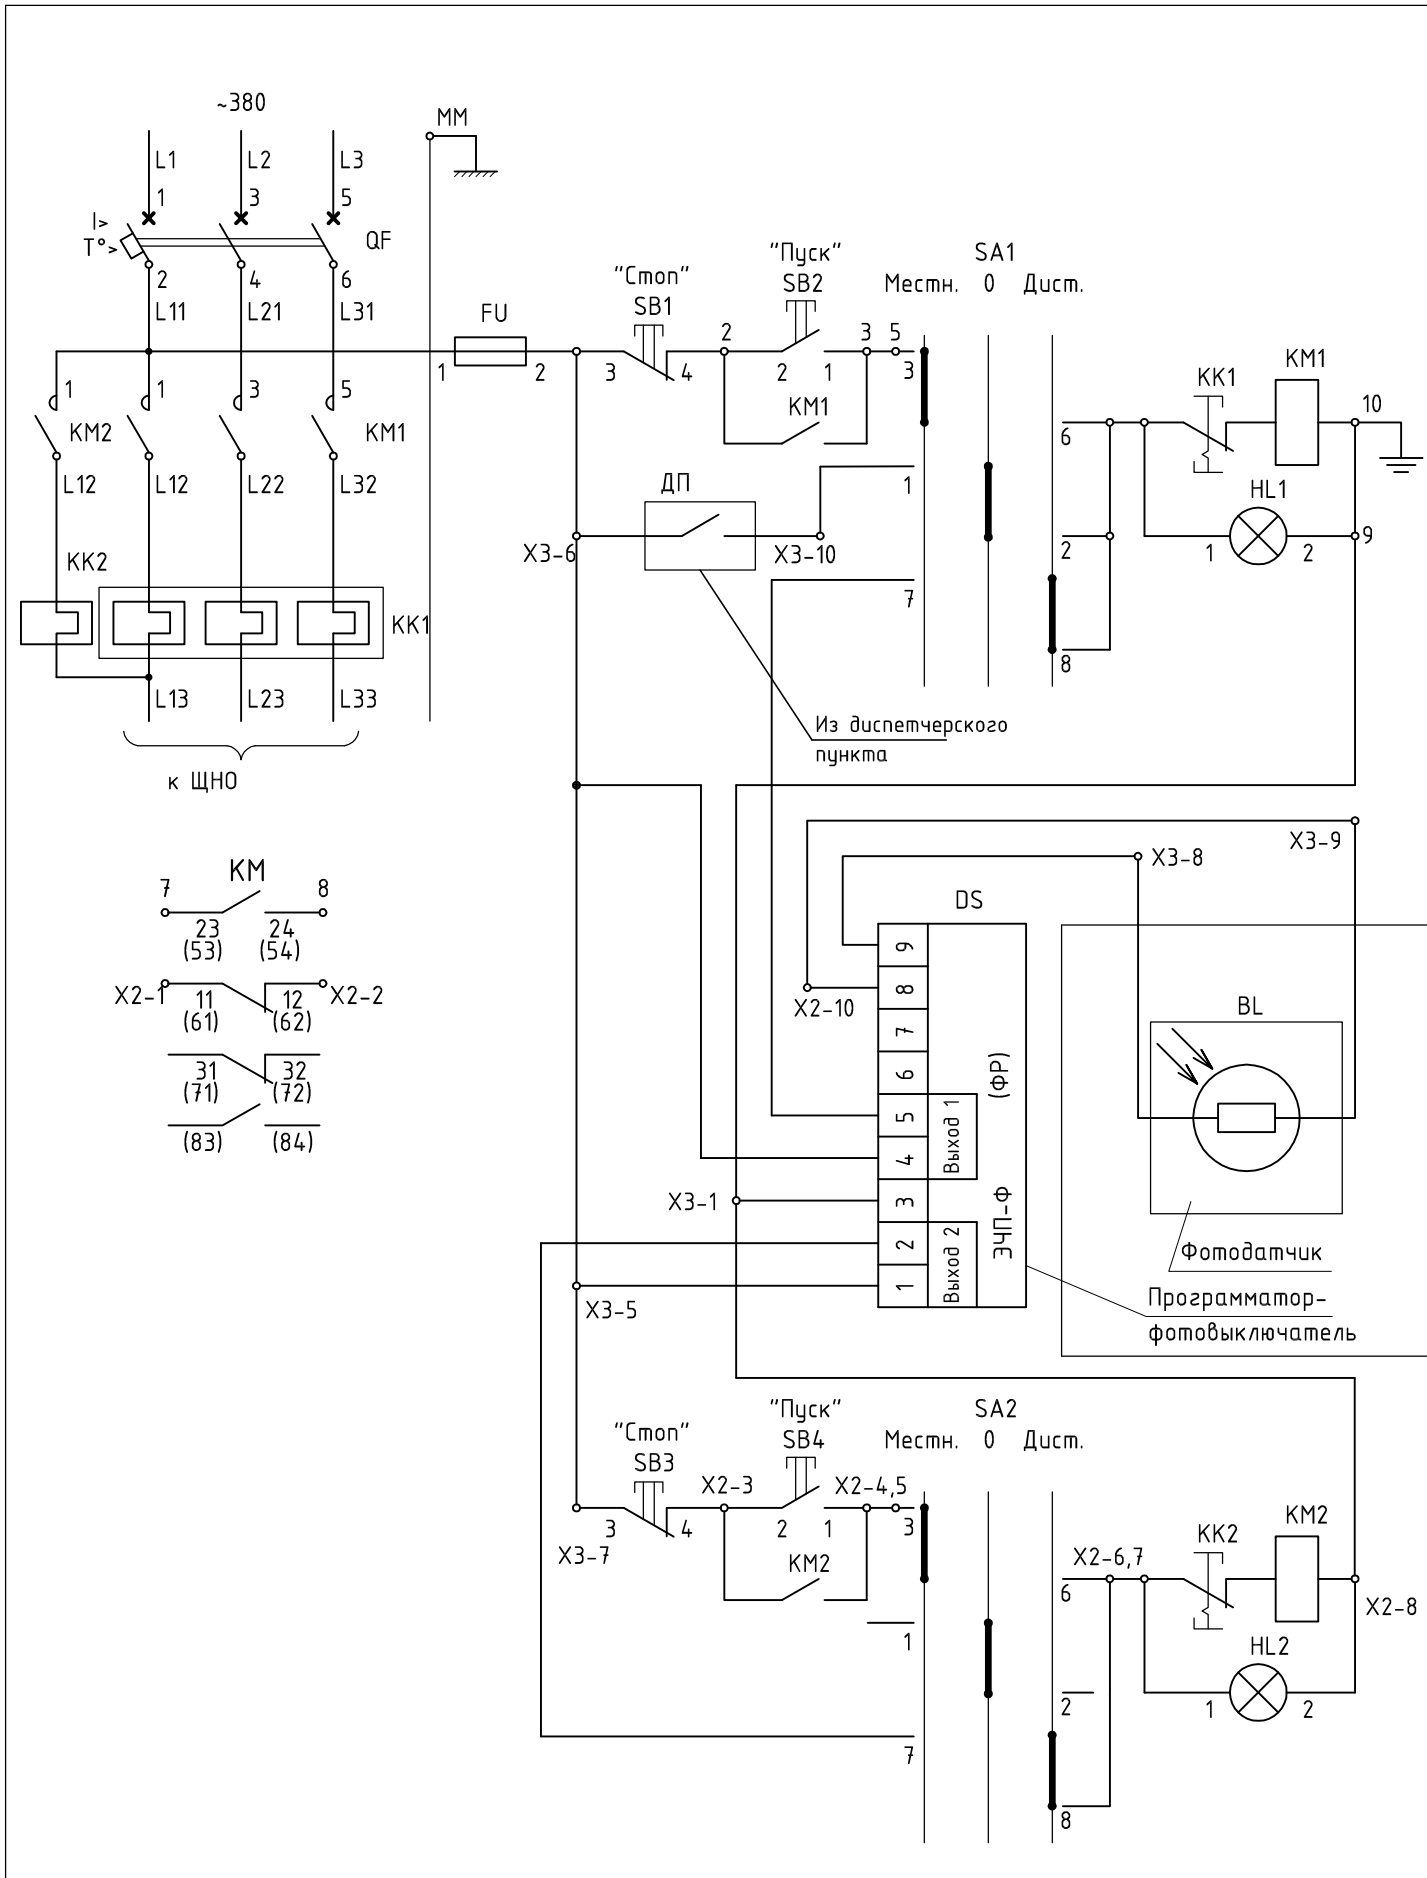 ~380
MM
L1
L2
L3
1
3
5
I>
T°>
QF
2
4
6
L11
L21
L31
FU
1
2
"Стоп"
SB1
3
4
"Пуск"
SB2
2
3
5
2
1
KM1
SA1
Местн.
0
Дист.
3
6
KK1
KM1
10
1
KM2
1
3
5
KM1
L12
L12
L22
L32
ДП
X3-6
X3-10
1
2
HL1
1
2
9
KK2
KK1
7
8
L13
L23
L33
к ЩНО
Из диспетчерского
пункта
X3-9
X3-8
KM
7
8
23
24
(53)
(54)
X2-1
X2-2
11
12
(61)
(62)
31
32
(71)
(72)
(83)
(84)
DS
9
8
7
6
5
4
3
2
1
X2-10
Выход 1
Выход 2
(ФР)
ЭЧП-Ф
X3-1
X3-5
BL
Фотодатчик
Программатор-
фотовыключатель
"Стоп"
SB3
3
4
X3-7
"Пуск"
SB4
X2-3
X2-4,5
2
1
KM2
SA2
Местн.
0
Дист.
3
X2-6,7
6
KK2
KM2
X2-8
1
2
HL2
1
2
7
8